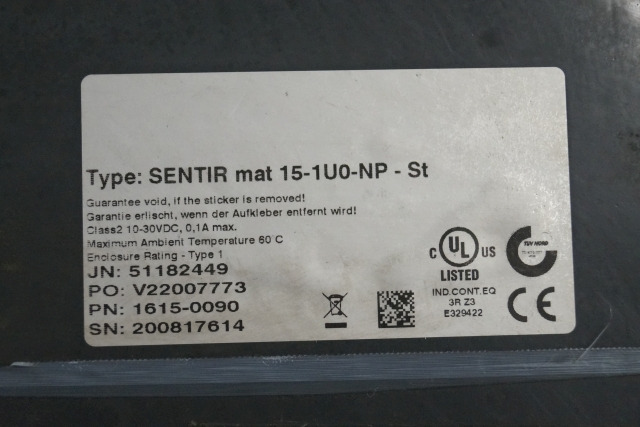 Type: SENTIR mat 15-1U0-NP - St
Guarantee void, if the sticker is removed!
Garantie erlischt, wenn der Aufkleber entfernt wird!
Class2 10-30VDC, 0,1A max.
Maximum Ambient Temperature 60°C
Enclosure Rating - Type 1
JN: 51182449
PO: V22007773
PN: 1615-0090
SN: 200817614
C UL US
LISTED
IND.CONT.EQ
3R Z3
E329422
TÜV NORD
CE